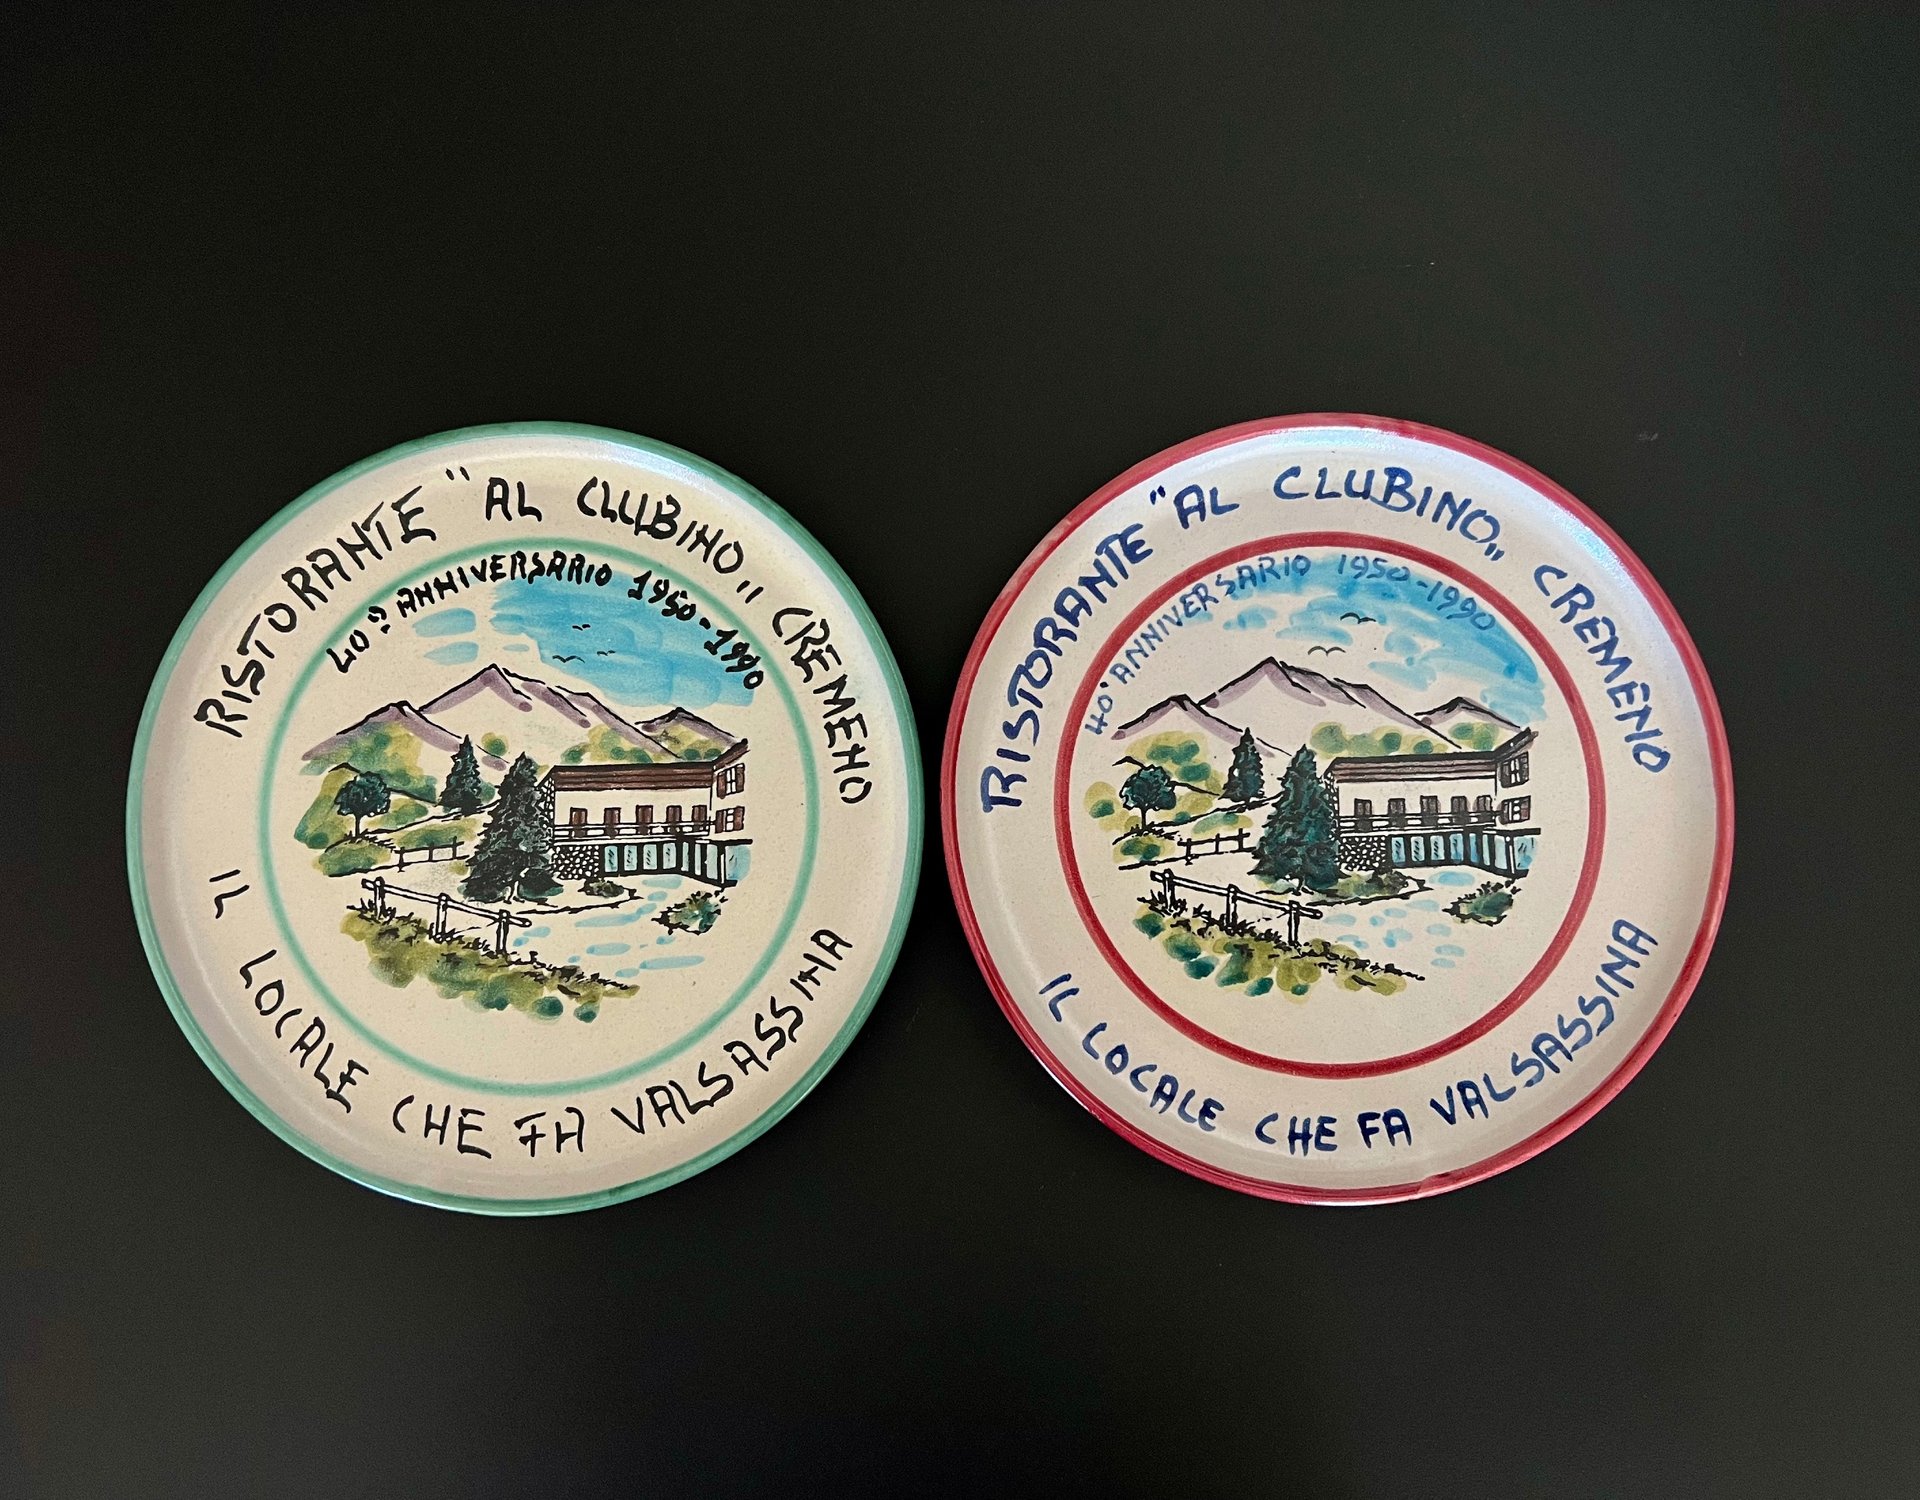 RISTORANTE "AL CLUBINO„ CREMENO
40° ANNIVERSARIO 1950-1990
IL LOCALE CHE FA VALSASSINA
RISTORANTE "AL CLUBINO„ CREMENO
40° ANNIVERSARIO 1950-1990
IL LOCALE CHE FA VALSASSINA